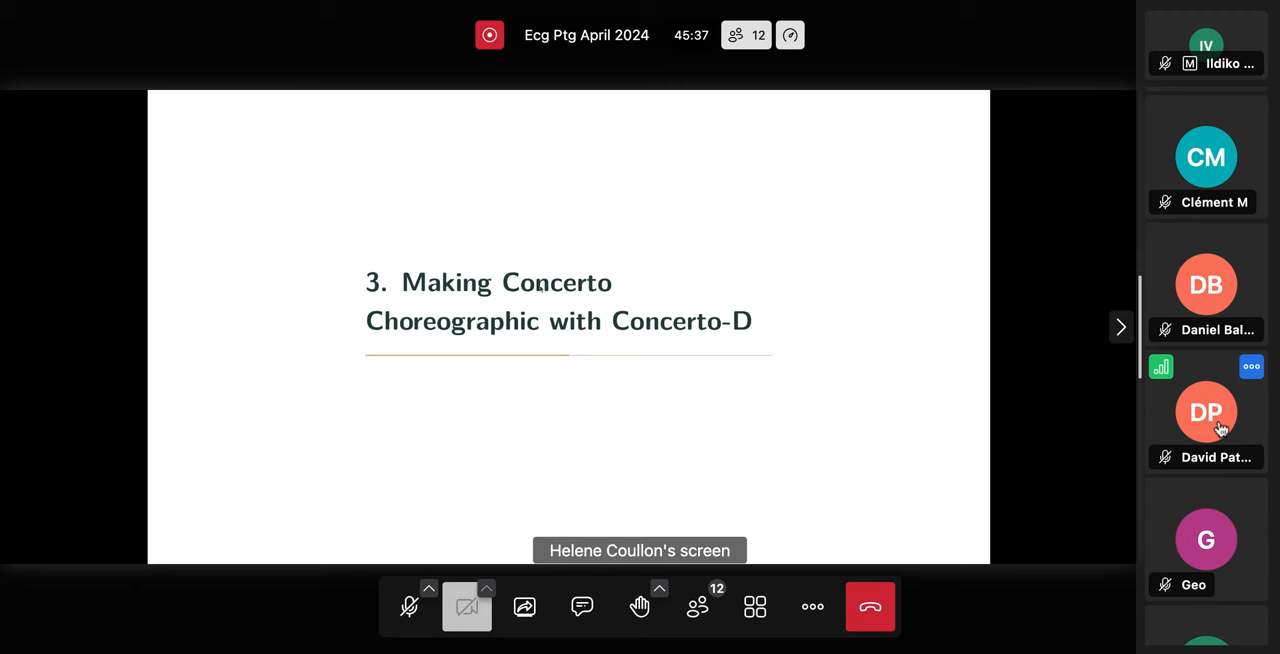 Ecg Ptg April 2024
45:37
12
3. Making Concerto
Choreographic with Concerto-D
Helene Coullon's screen
12
IV
M Ildiko ...
CM
Clément M
DB
Daniel Bal...
DP
David Pat...
G
Geo